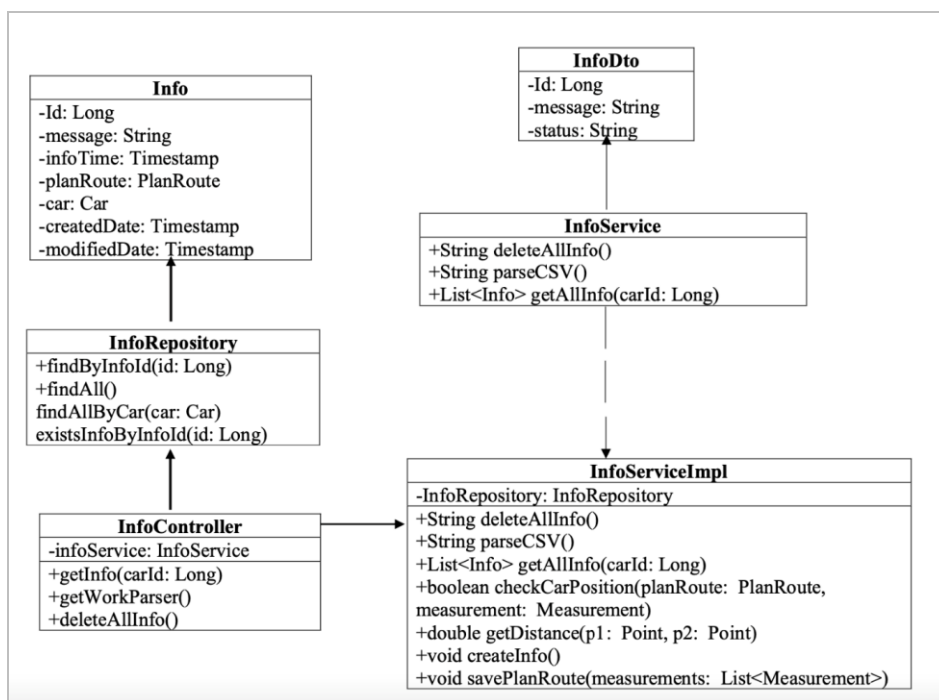 Info
-Id: Long
-message: String
-infoTime: Timestamp
-planRoute: PlanRoute
-car: Car
-createdDate: Timestamp
-modifiedDate: Timestamp
InfoDto
-Id: Long
-message: String
-status: String
InfoService
+String deleteAllInfo()
+String parseCSV()
+List<Info> getAllInfo(carId: Long)
InfoRepository
+findByInfoId(id: Long)
+findAll()
findAllByCar(car: Car)
existsInfoByInfoId(id: Long)
InfoController
-infoService: InfoService
+getInfo(carId: Long)
+getWorkParser()
+deleteAllInfo()
InfoServiceImpl
-InfoRepository: InfoRepository
+String deleteAllInfo()
+String parseCSV()
+List<Info> getAllInfo(carId: Long)
+boolean checkCarPosition(planRoute: PlanRoute,
measurement: Measurement)
+double getDistance(p1: Point, p2: Point)
+void createInfo()
+void savePlanRoute(measurements: List<Measurement>)